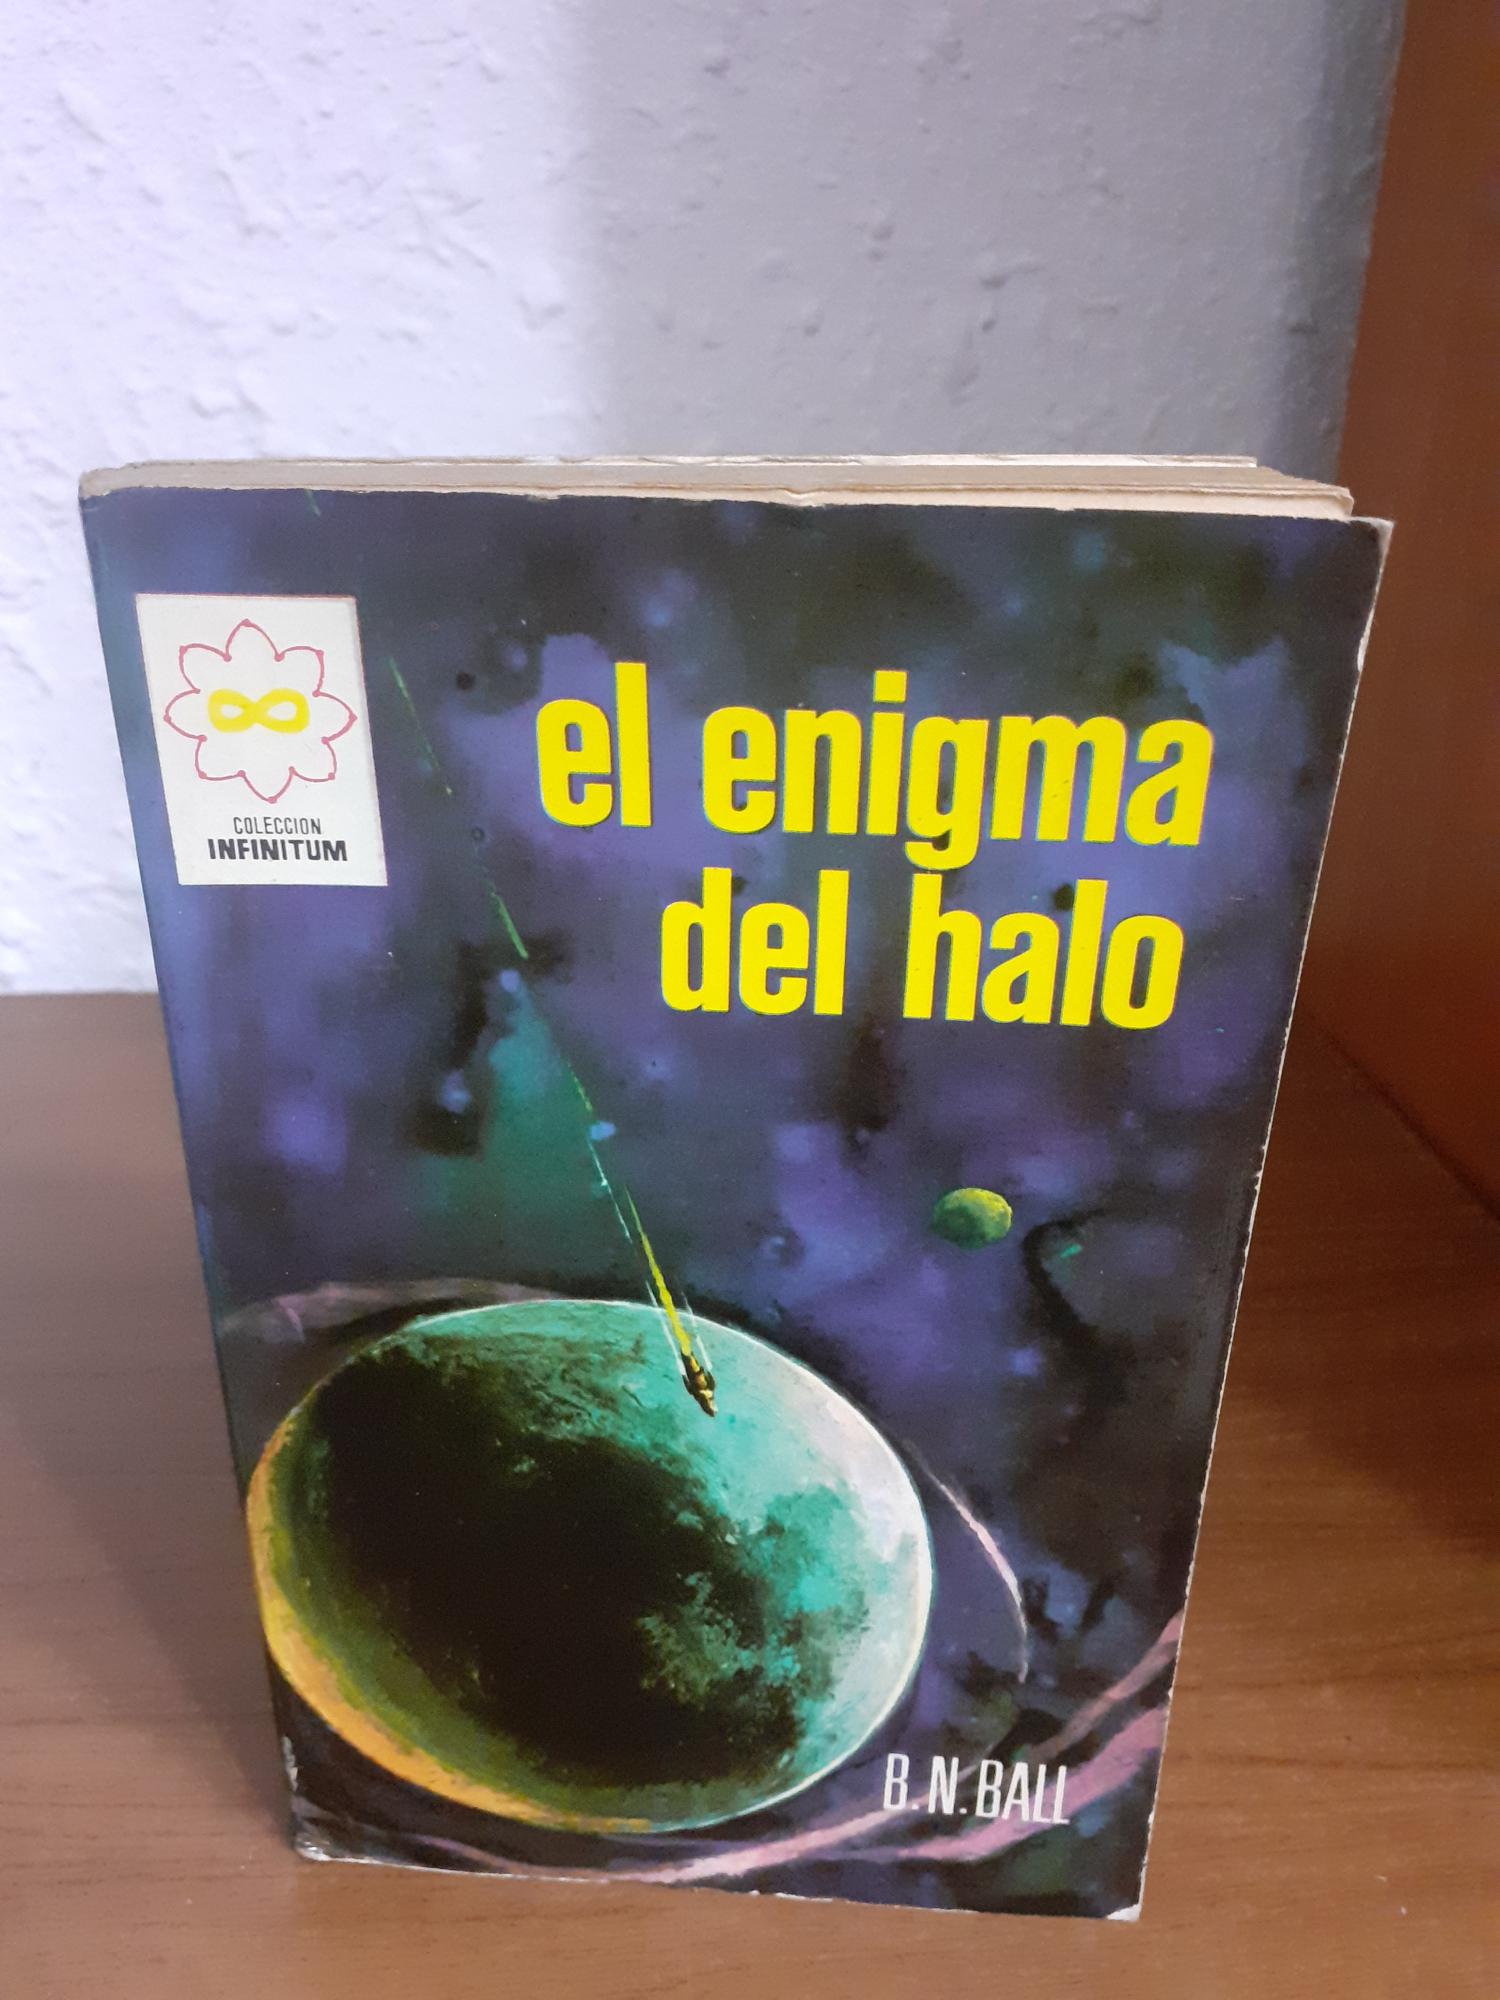 COLECCION
INFINITUM
el enigma
del halo
B.N.BALL